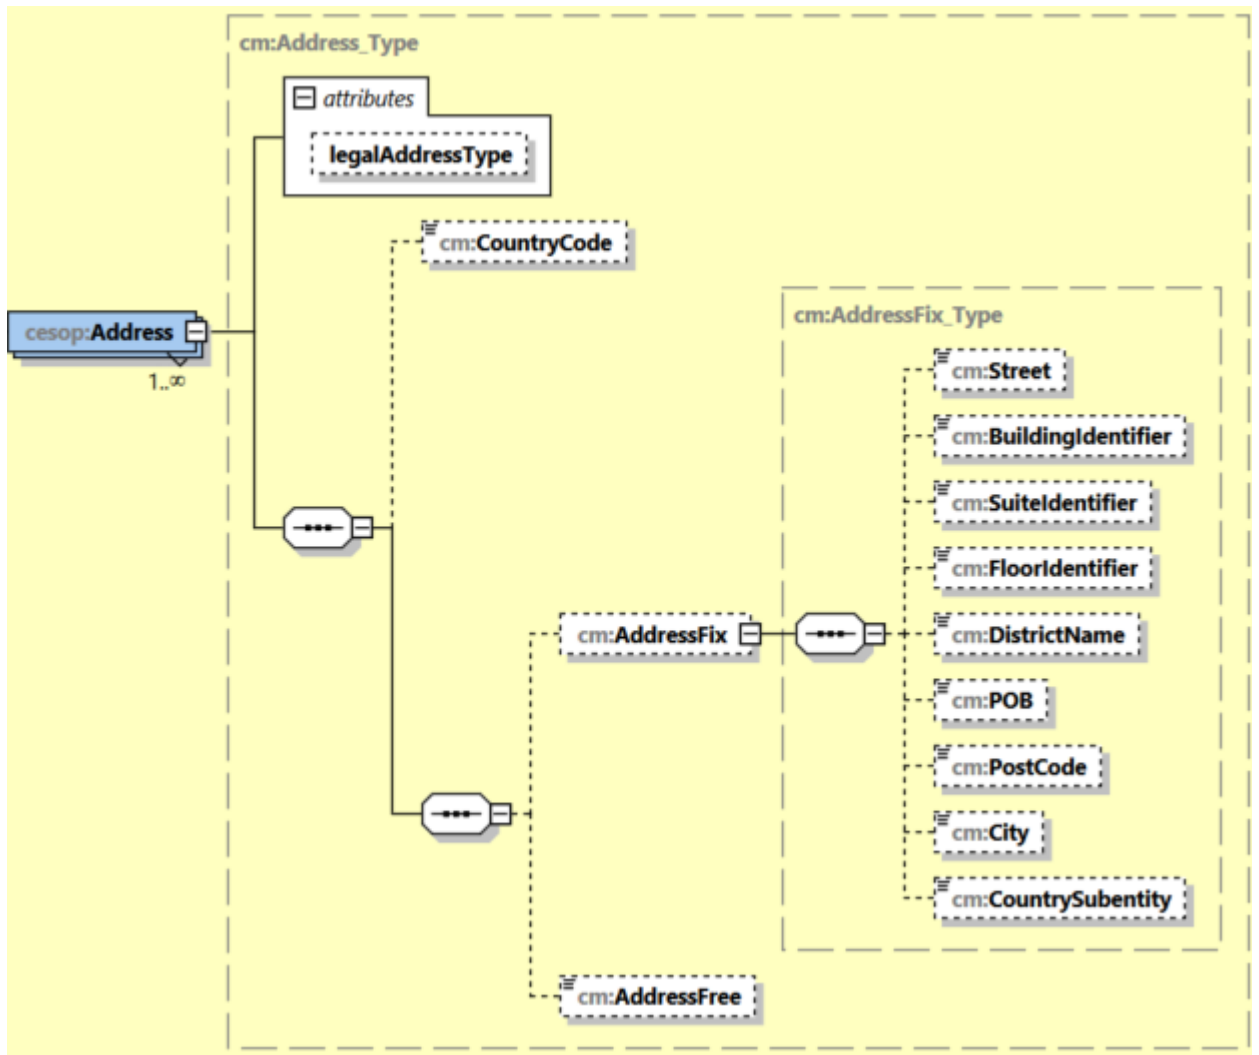 cm:Address_Type
attributes
legalAddressType
cm:CountryCode
cesop:Address
1..∞
cm:AddressFix_Type
cm:Street
cm:BuildingIdentifier
cm:SuiteIdentifier
cm:FloorIdentifier
cm:AddressFix
cm:DistrictName
cm:POB
cm:PostCode
cm:City
cm:CountrySubentity
cm:AddressFree